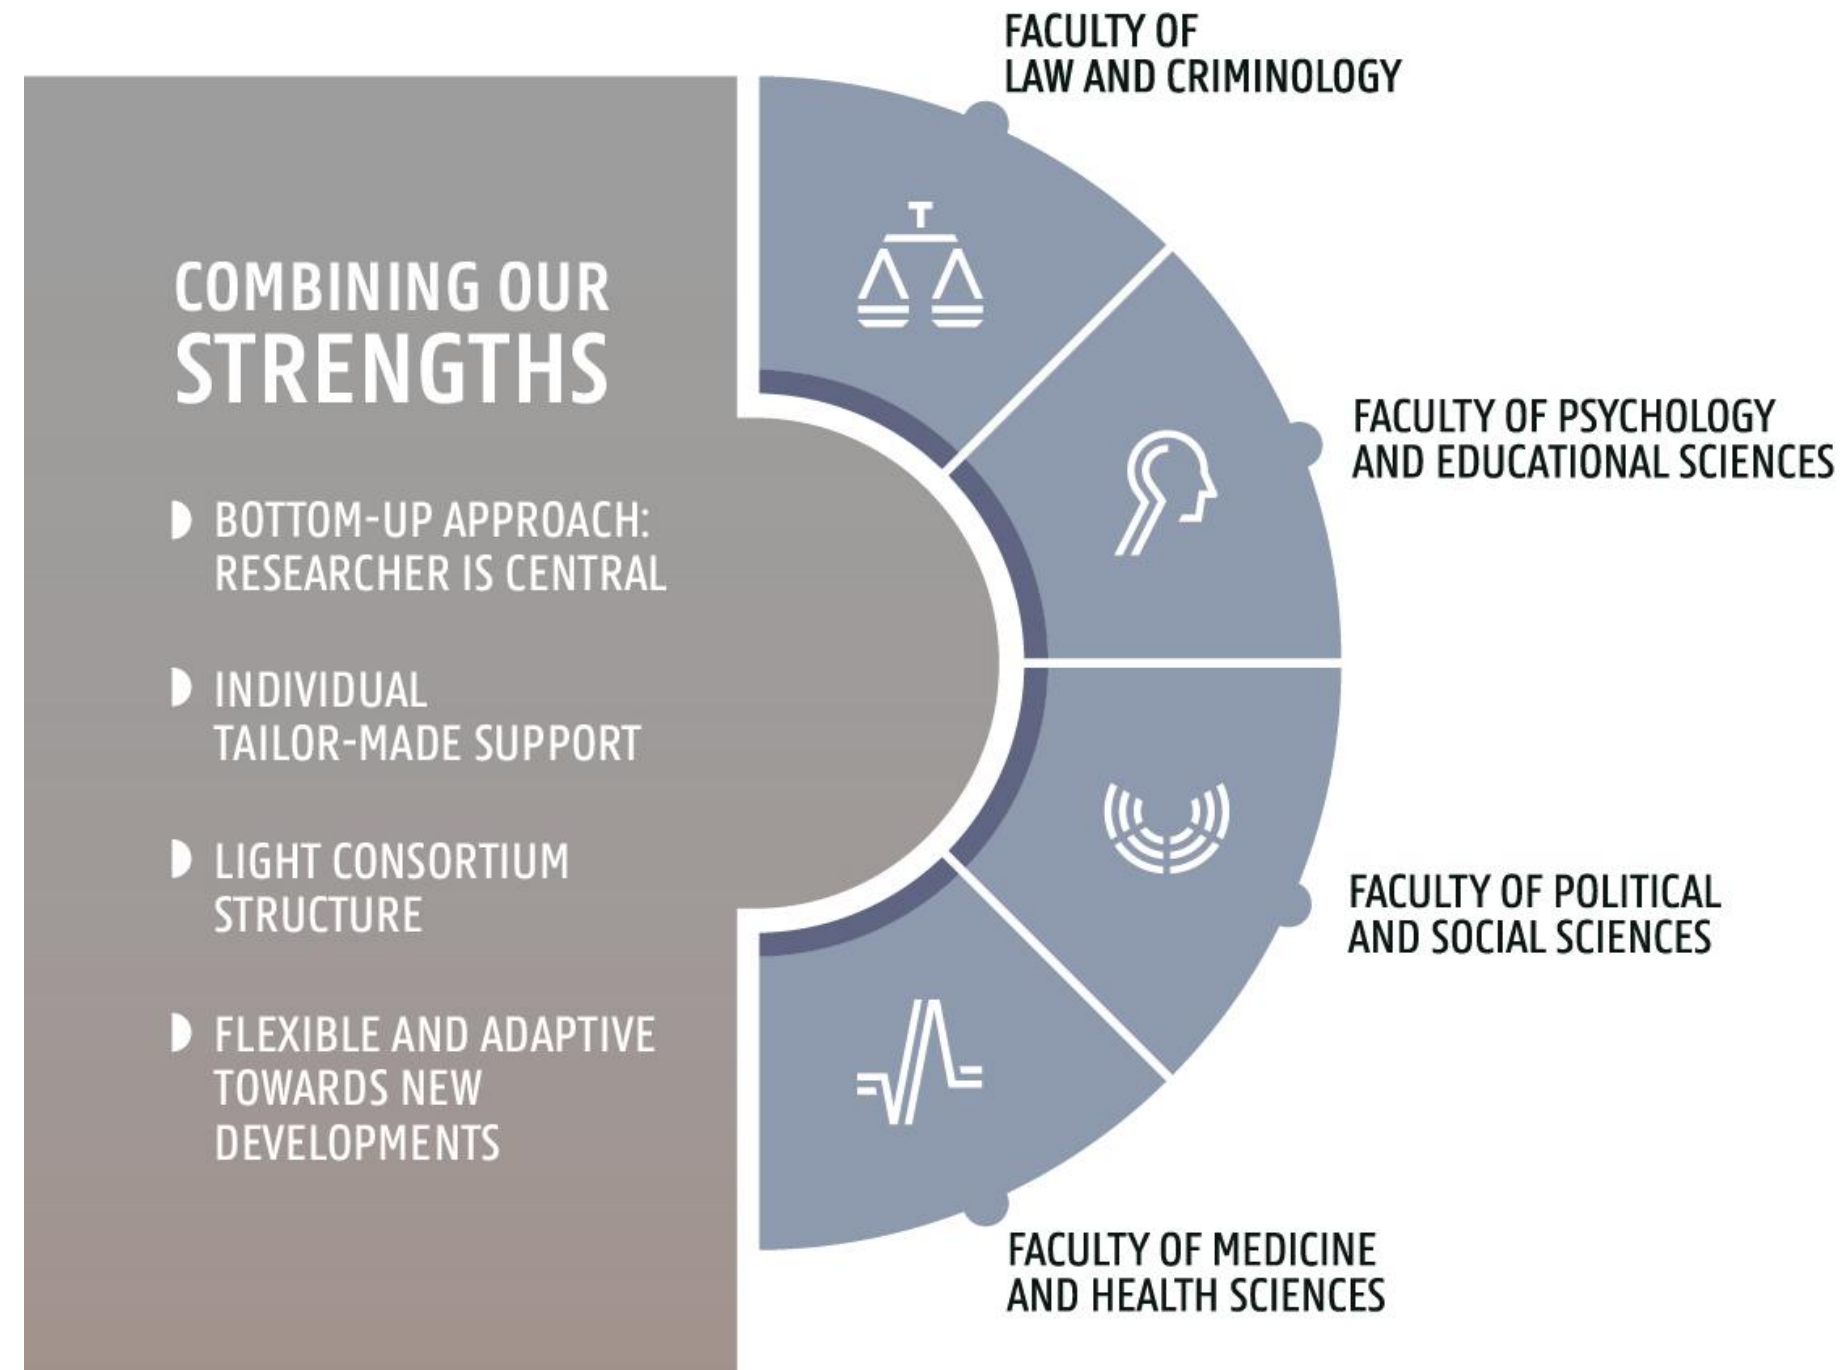 COMBINING OUR
STRENGTHS
BOTTOM-UP APPROACH:
RESEARCHER IS CENTRAL
INDIVIDUAL
TAILOR-MADE SUPPORT
LIGHT CONSORTIUM
STRUCTURE
FLEXIBLE AND ADAPTIVE
TOWARDS NEW
DEVELOPMENTS
FACULTY OF
LAW AND CRIMINOLOGY
FACULTY OF PSYCHOLOGY
AND EDUCATIONAL SCIENCES
FACULTY OF POLITICAL
AND SOCIAL SCIENCES
FACULTY OF MEDICINE
AND HEALTH SCIENCES